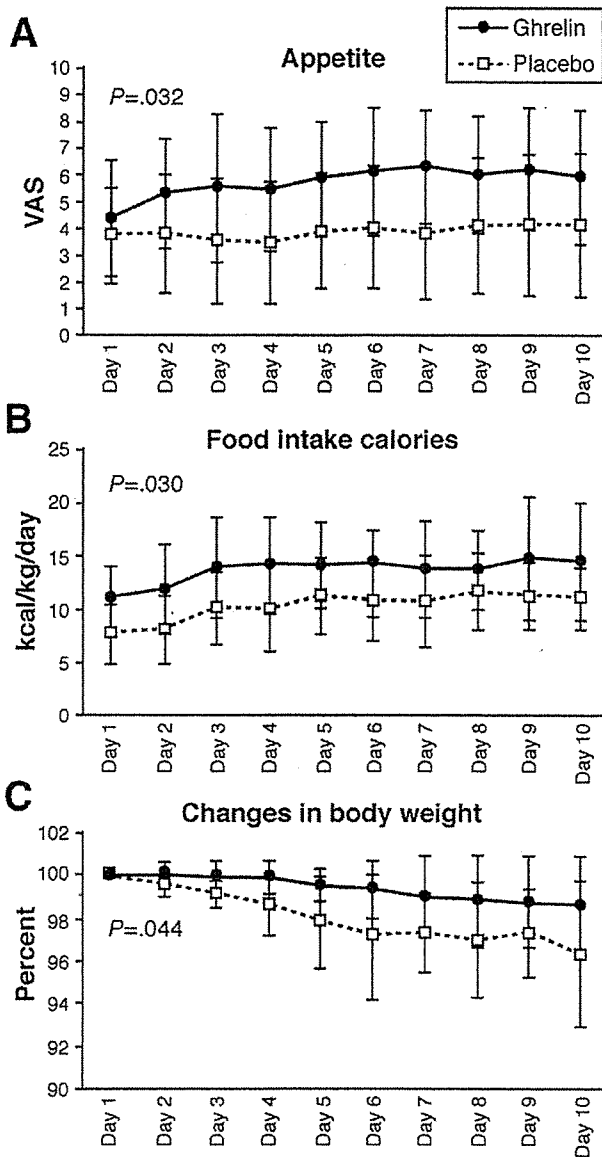 A
Appetite
Ghrelin
Placebo
P=.032
VAS
10
9
8
7
6
5
4
3
2
1
0
Day 1
Day 2
Day 3
Day 4
Day 5
Day 6
Day 7
Day 8
Day 9
Day 10
B
Food intake calories
P=.030
kcal/kg/day
25
20
15
10
5
0
Day 1
Day 2
Day 3
Day 4
Day 5
Day 6
Day 7
Day 8
Day 9
Day 10
C
Changes in body weight
P=.044
Percent
102
100
98
96
94
92
90
Day 1
Day 2
Day 3
Day 4
Day 5
Day 6
Day 7
Day 8
Day 9
Day 10